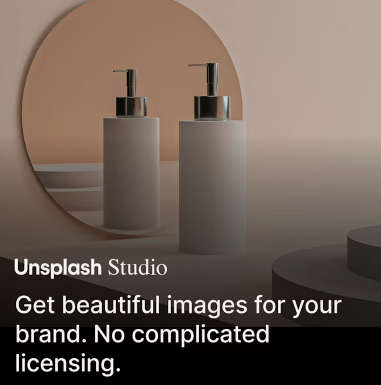 Unsplash Studio
Get beautiful images for your
brand. No complicated
licensing.